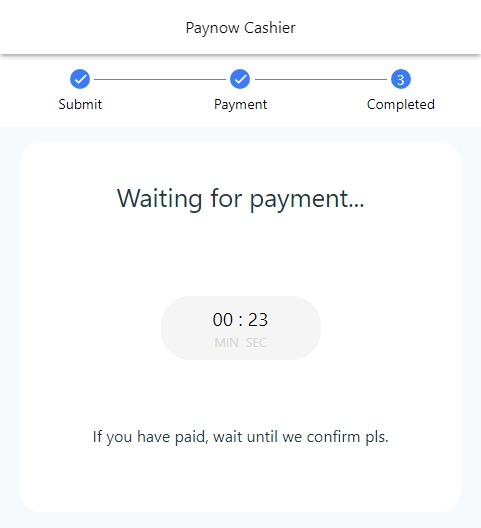 Paynow Cashier
3
Submit Payment Completed
Waiting for payment...
00 : 23
MIN SEC
If you have paid, wait until we confirm pls.